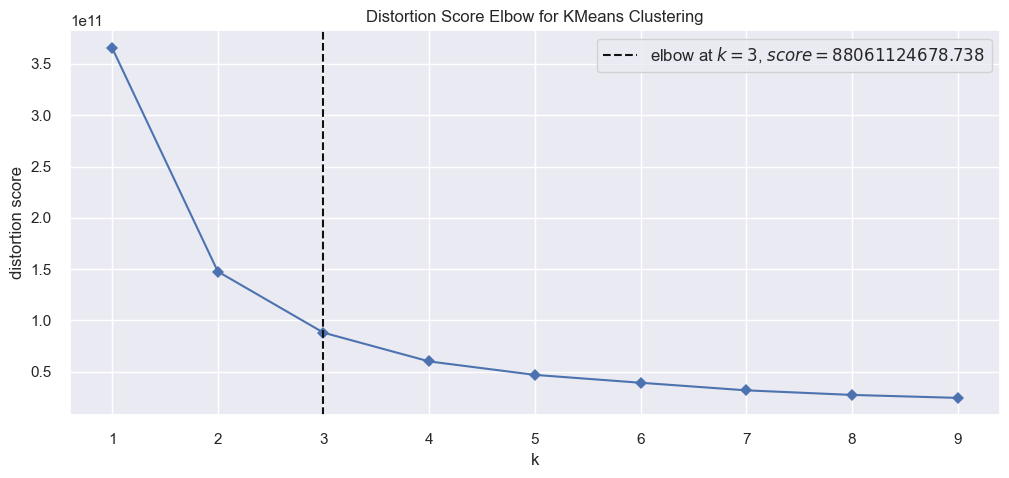 Distortion Score Elbow for KMeans Clustering
1e11
elbow at k = 3, score = 88061124678.738
3.5
3.0
2.5
2.0
1.5
1.0
0.5
distortion score
1 2 3 4 5 6 7 8 9
k